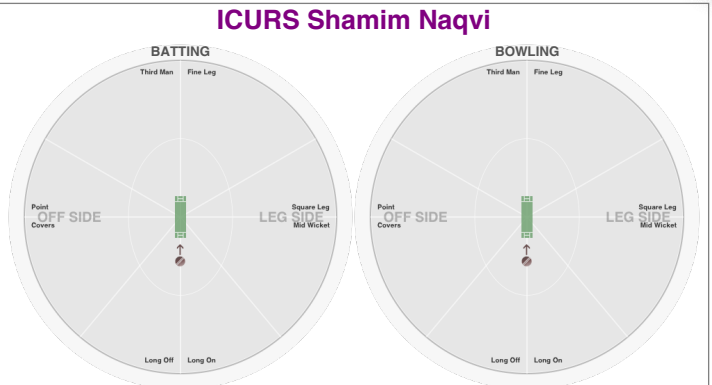 ICURS Shamim Naqvi
BATTING
Third Man Fine Leg
Point
OFF SIDE
Covers
Square Leg
LEG SIDE
Mid Wicket
Long Off Long On
BOWLING
Third Man Fine Leg
Point
OFF SIDE
Covers
Square Leg
LEG SIDE
Mid Wicket
Long Off Long On